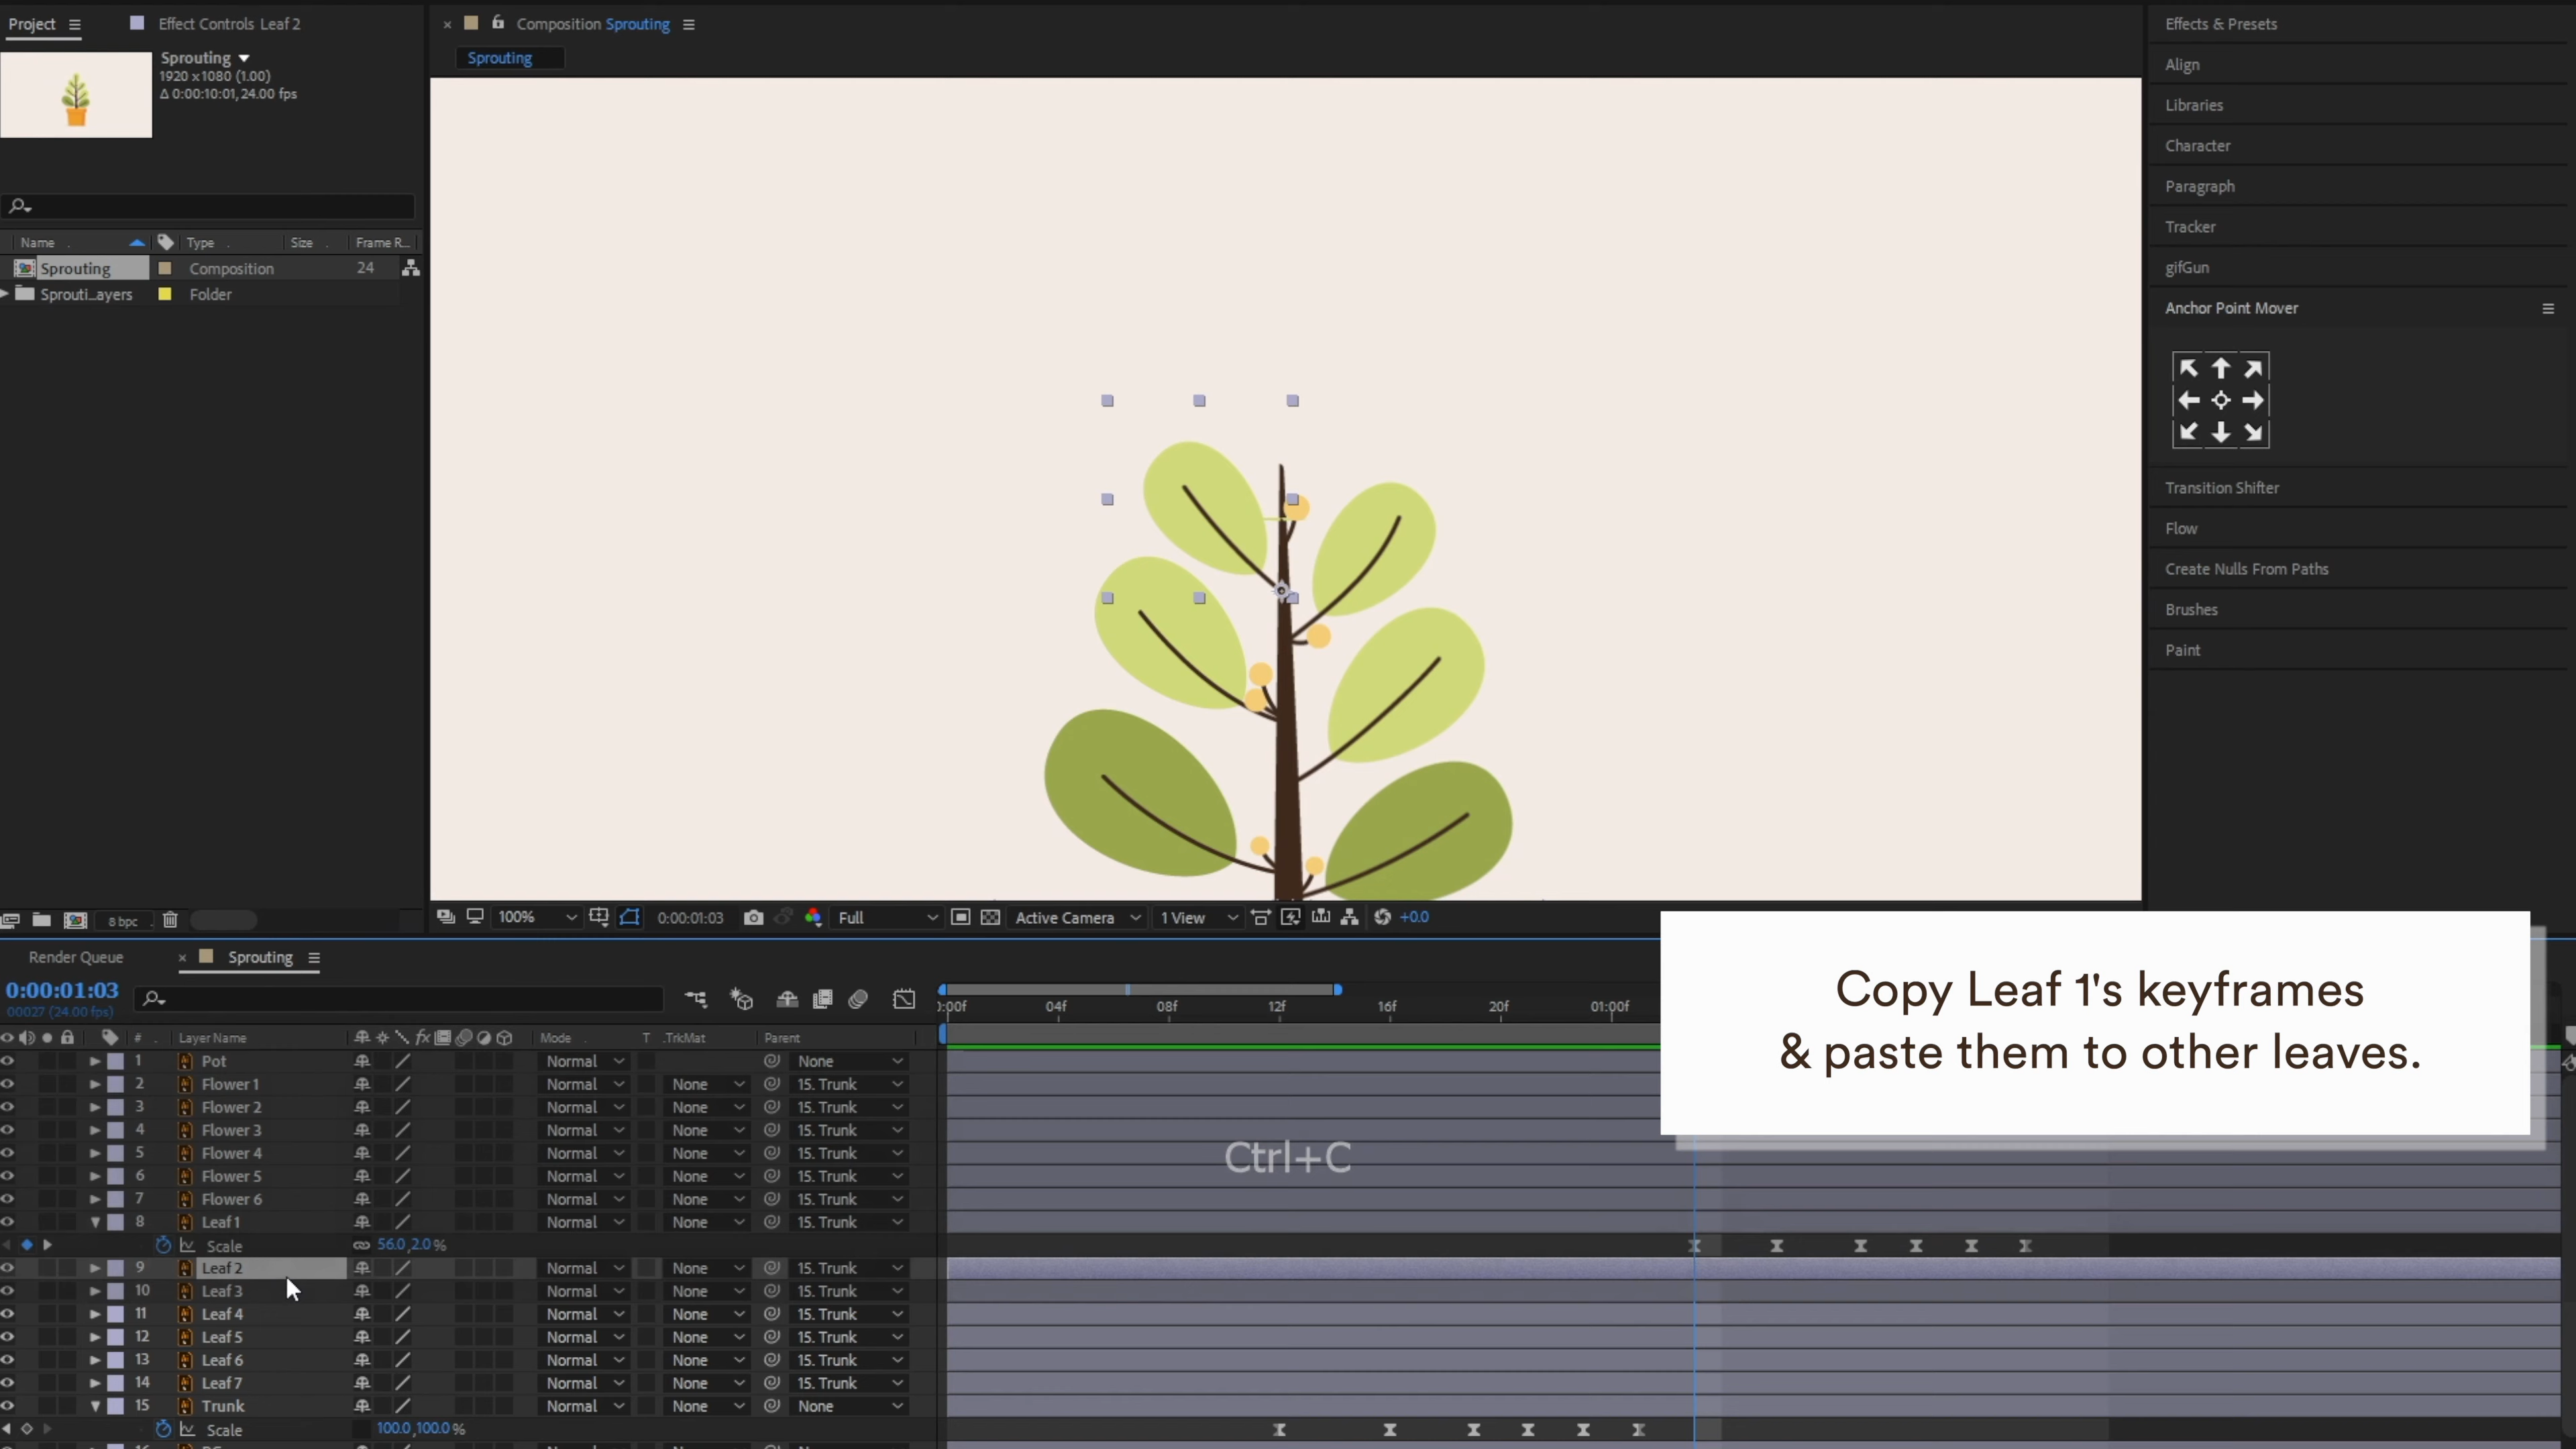 Project
Effect Controls Leaf 2
Composition Sprouting
Effects & Presets
Sprouting
1920 x1080 (1.00)
Δ 0:00:10:01, 24.00 fps
Sprouting
Align
Libraries
Character
Paragraph
Tracker
gifGun
Anchor Point Mover
Transition Shifter
Flow
Create Nulls From Paths
Brushes
Paint
Name Type Size Frame R...
Sprouting Composition 24
Sprouti...ayers Folder
8 bpc
100% 0:00:01:03 Full Active Camera 1 View +0.0
Copy Leaf 1's keyframes
& paste them to other leaves.
Render Queue Sprouting
0:00:01:03
00027 (24.00 fps)
0:00f 04f 08f 12f 16f 20f 01:00f
# Layer Name fx Mode T .TrkMat Parent
1 Pot Normal None
2 Flower 1 Normal None 15. Trunk
3 Flower 2 Normal None 15. Trunk
4 Flower 3 Normal None 15. Trunk
5 Flower 4 Normal None 15. Trunk
6 Flower 5 Normal None 15. Trunk
7 Flower 6 Normal None 15. Trunk
8 Leaf 1 Normal None 15. Trunk
Scale 56.0,2.0 %
9 Leaf 2 Normal None 15. Trunk
10 Leaf 3 Normal None 15. Trunk
11 Leaf 4 Normal None 15. Trunk
12 Leaf 5 Normal None 15. Trunk
13 Leaf 6 Normal None 15. Trunk
14 Leaf 7 Normal None 15. Trunk
15 Trunk Normal None None
Scale 100.0,100.0 %
Ctrl+C